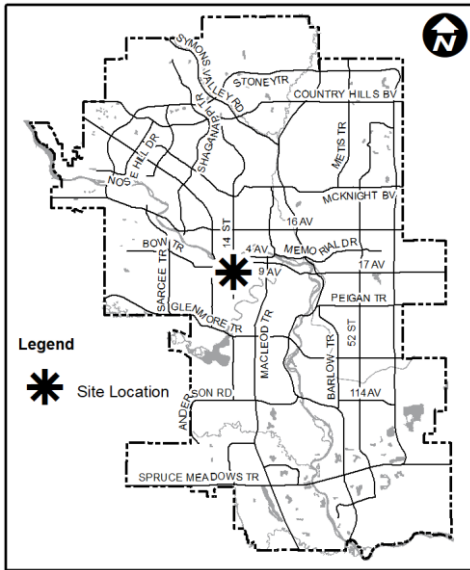 N
SYMONS VALLEY RD
STONEY TR
COUNTRY HILLS BV
SHAGANAPPI TR
METIS TR
NOSE HILL DR
MCKNIGHT BV
14 ST
16 AV
4 AV
MEMORIAL DR
BOW TR
17 AV
9 AV
SARCEE TR
PEIGAN TR
GLENMORE TR
MACLEOD TR
BARLOW TR
52 ST
Legend
Site Location
ANDERSON RD
114 AV
SPRUCE MEADOWS TR